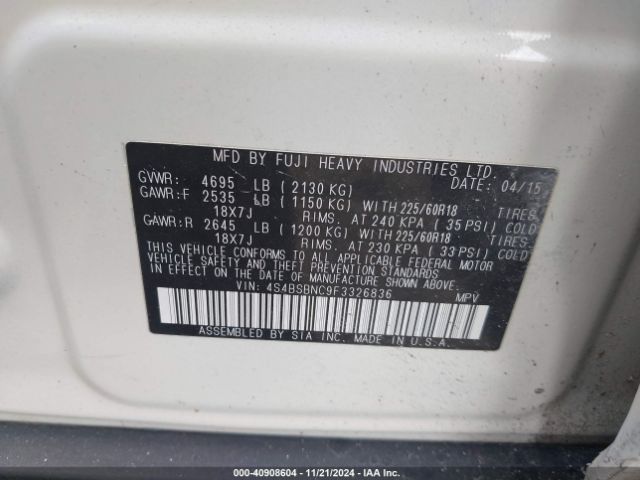 MFD BY FUJI HEAVY INDUSTRIES LTD.
GVWR: 4695 LB ( 2130 KG) DATE: 04/15
GAWR:F 2535 LB ( 1150 KG) WITH 225/60R18 TIRES
18X7J RIMS. AT 240 KPA ( 35 PSI) COLD
GAWR:R 2645 LB ( 1200 KG) WITH 225/60R18 TIRES
18X7J RIMS. AT 230 KPA ( 33 PSI) COLD
THIS VEHICLE CONFORMS TO ALL APPLICABLE FEDERAL MOTOR
VEHICLE SAFETY AND THEFT PREVENTION STANDARDS
IN EFFECT ON THE DATE OF MANUFACTURE SHOWN ABOVE.
VIN: 4S4BSBNC9F3326836 MPV
ASSEMBLED BY SIA INC. MADE IN U.S.A.
000-40908604 - 11/21/2024 - IAA Inc.